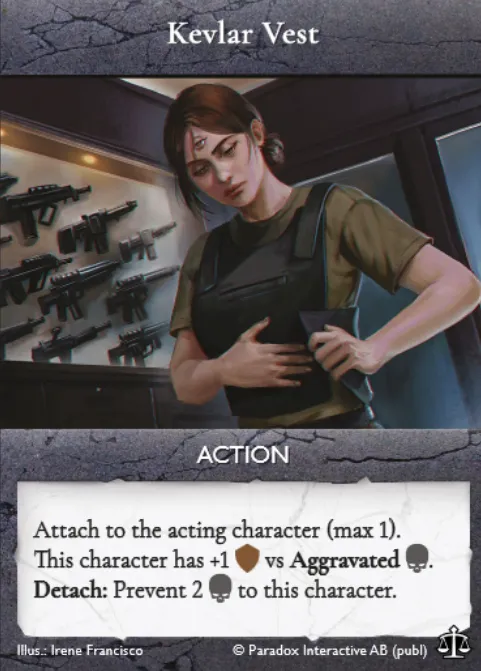 Kevlar Vest
ACTION
Attach to the acting character (max 1).
This character has +1 vs Aggravated .
Detach: Prevent 2 to this character.
Illus.: Irene Francisco © Paradox Interactive AB (publ)